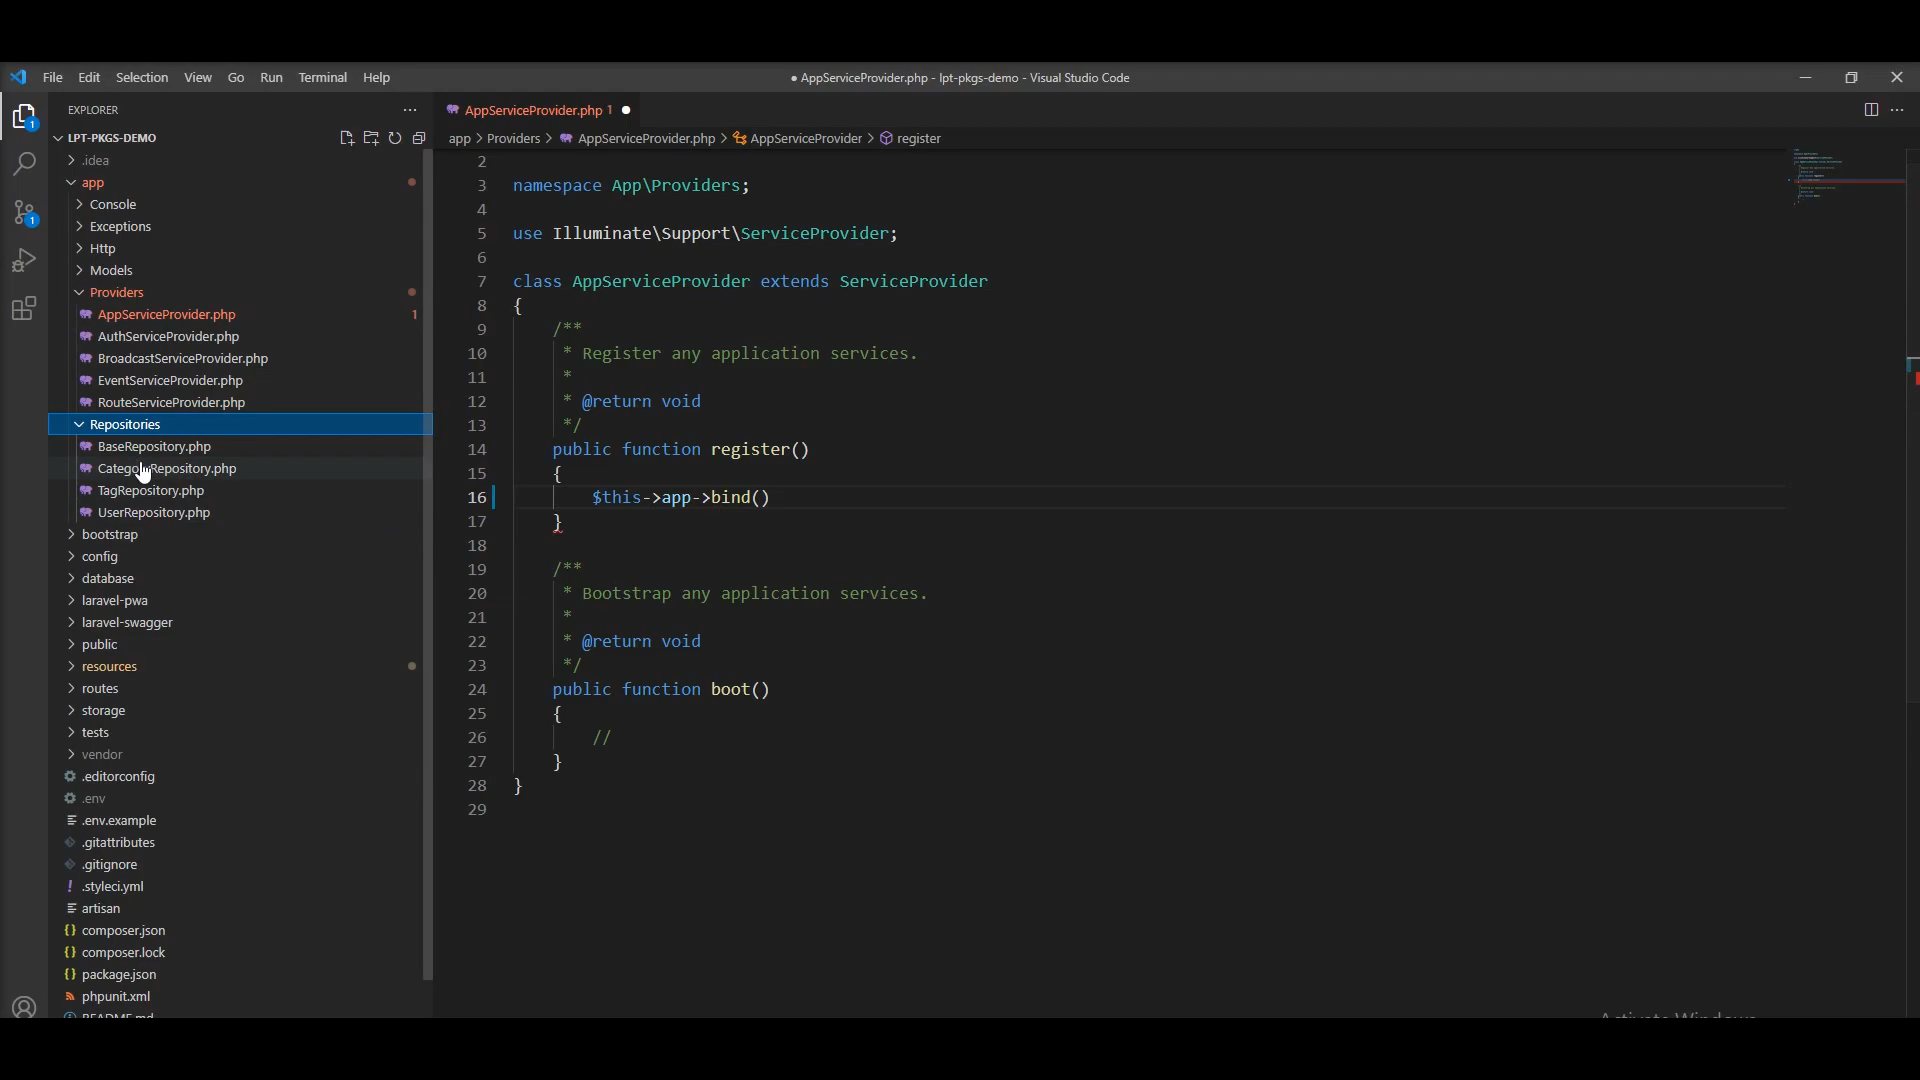 File Edit Selection View Go Run Terminal Help
● AppServiceProvider.php - lpt-pkgs-demo - Visual Studio Code
EXPLORER
AppServiceProvider.php 1
LPT-PKGS-DEMO
app > Providers > AppServiceProvider.php > AppServiceProvider > register
1
1
.idea
app
Console
Exceptions
Http
Models
Providers
AppServiceProvider.php 1
AuthServiceProvider.php
BroadcastServiceProvider.php
EventServiceProvider.php
RouteServiceProvider.php
Repositories
BaseRepository.php
CategoryRepository.php
TagRepository.php
UserRepository.php
bootstrap
config
database
laravel-pwa
laravel-swagger
public
resources
routes
storage
tests
vendor
.editorconfig
.env
.env.example
.gitattributes
.gitignore
.styleci.yml
artisan
composer.json
composer.lock
package.json
phpunit.xml
README.md
2
3 namespace App\Providers;
4
5 use Illuminate\Support\ServiceProvider;
6
7 class AppServiceProvider extends ServiceProvider
8 {
9 /**
10 * Register any application services.
11 *
12 * @return void
13 */
14 public function register()
15 {
16 $this->app->bind()
17 }
18
19 /**
20 * Bootstrap any application services.
21 *
22 * @return void
23 */
24 public function boot()
25 {
26 //
27 }
28 }
29
Activate Windows